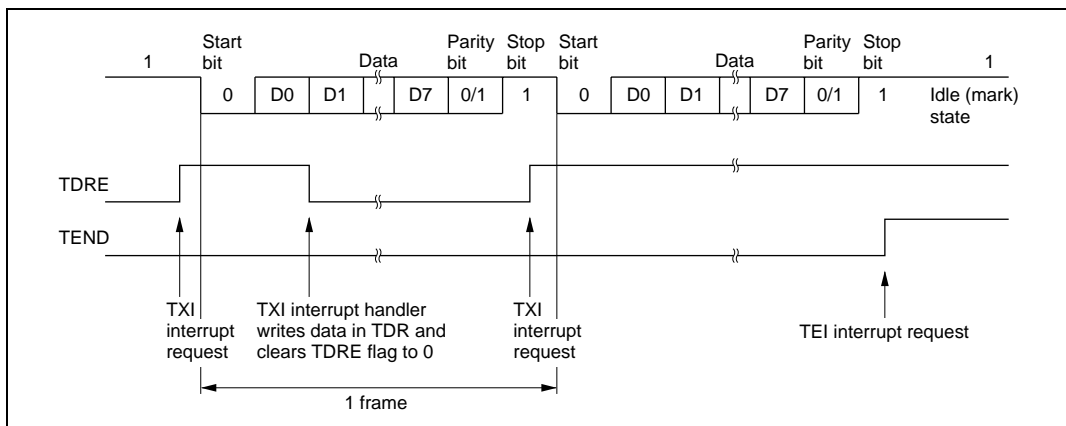 Start bit
Data
Parity bit
Stop bit
Start bit
Data
Parity bit
Stop bit
1
1
0
D0
D1
D7
0/1
1
0
D0
D1
D7
0/1
1
Idle (mark) state
TDRE
TEND
TXI interrupt request
TXI interrupt handler writes data in TDR and clears TDRE flag to 0
TXI interrupt request
TEI interrupt request
1 frame